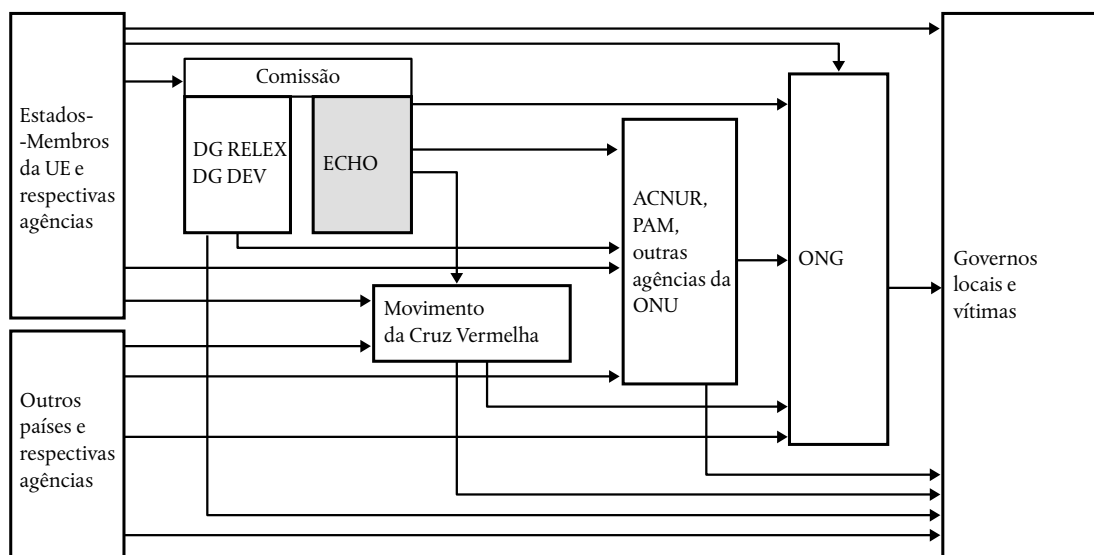 Estados-
-Membros
da UE e
respectivas
agências
Comissão
DG RELEX
DG DEV
ECHO
ACNUR,
PAM,
outras
agências da
ONU
ONG
Governos
locais e
vítimas
Movimento
da Cruz Vermelha
Outros
países e
respectivas
agências